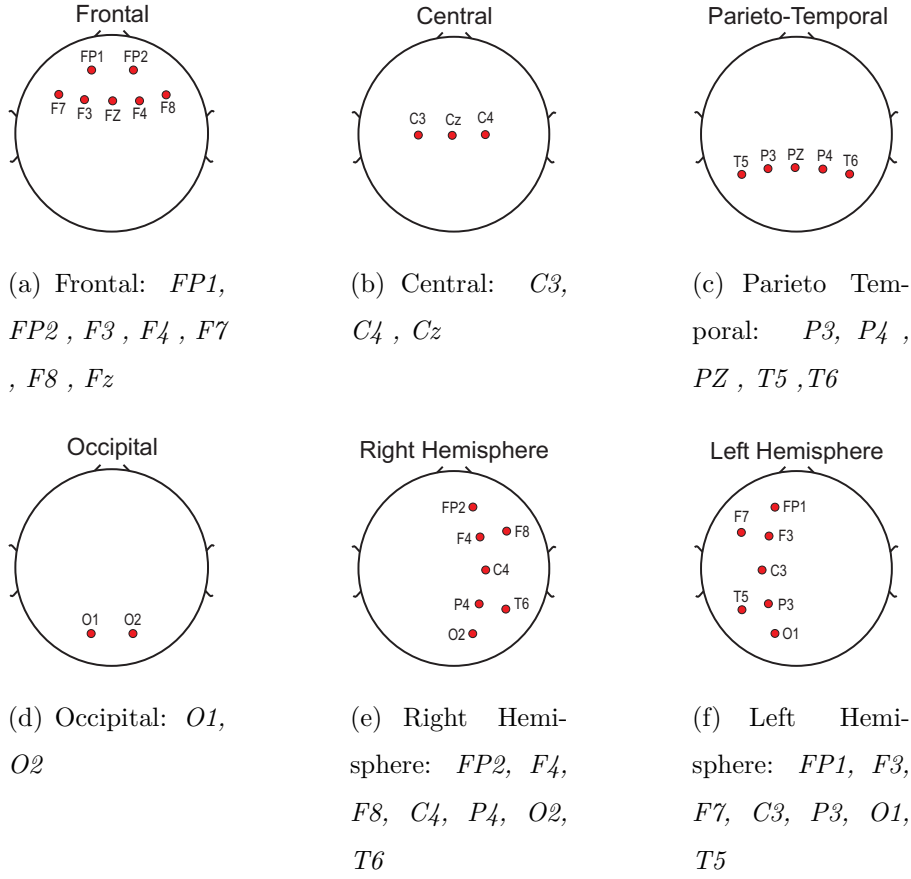 Frontal
FP1 FP2
F7 F3 FZ F4 F8
(a) Frontal: FP1,
FP2 , F3 , F4 , F7
, F8 , Fz
Central
C3 Cz C4
(b) Central: C3,
C4 , Cz
Parieto-Temporal
T5 P3 PZ P4 T6
(c) Parieto Tem-
poral: P3, P4 ,
PZ , T5 ,T6
Occipital
O1 O2
(d) Occipital: O1,
O2
Right Hemisphere
FP2
F4 F8
C4
P4 T6
O2
(e) Right Hemi-
sphere: FP2, F4,
F8, C4, P4, O2,
T6
Left Hemisphere
FP1
F7 F3
C3
T5 P3
O1
(f) Left Hemi-
sphere: FP1, F3,
F7, C3, P3, O1,
T5